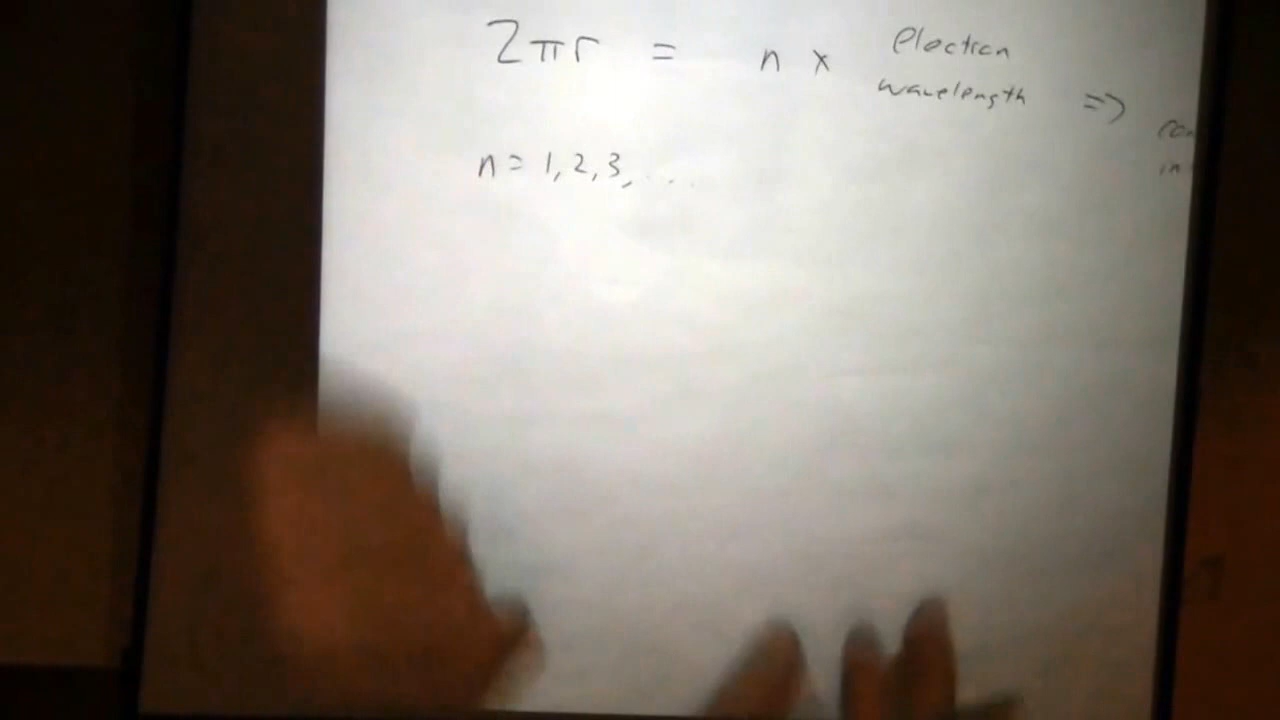 2πr = n x electron
wavelength =>
n = 1, 2, 3, ...